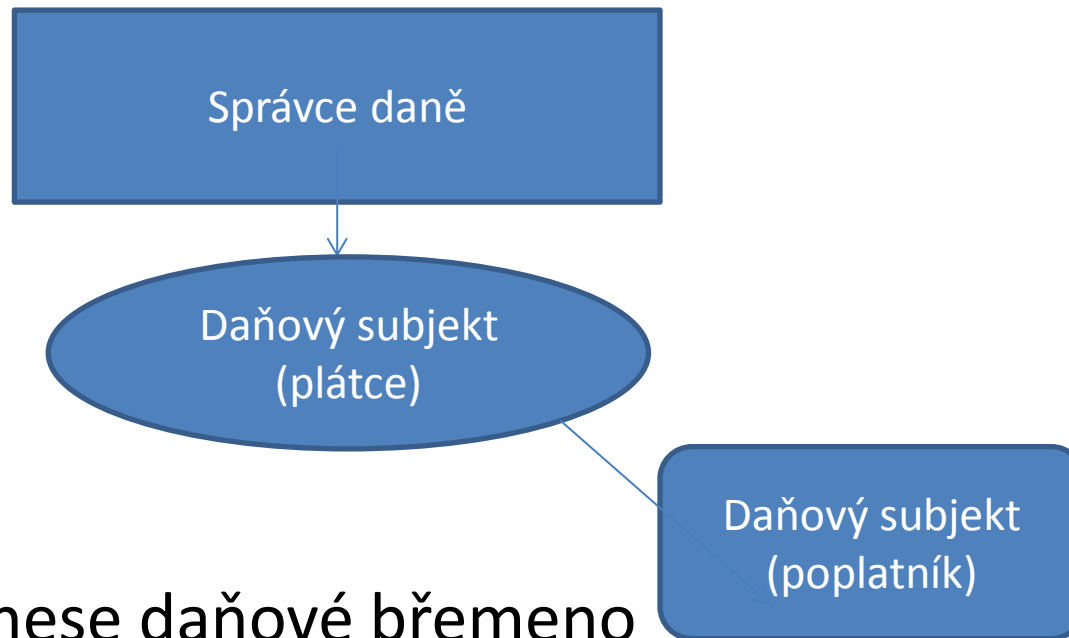 Správce daně
Daňový subjekt
(plátce)
Daňový subjekt
(poplatník)
nese daňové břemeno